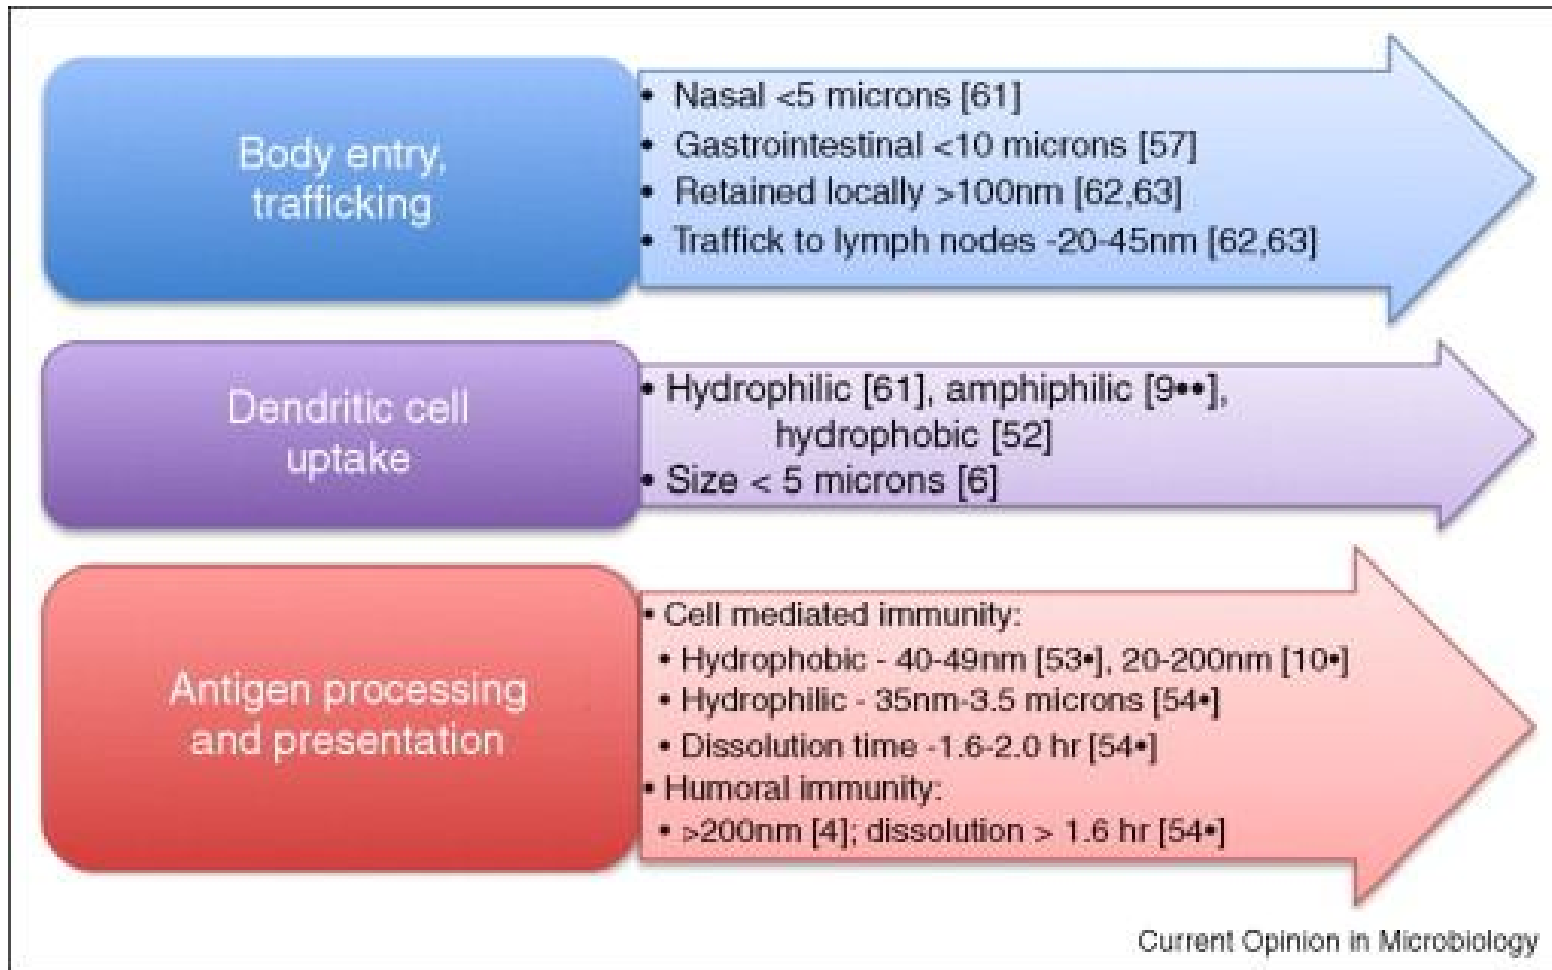 Body entry,
trafficking
• Nasal <5 microns [61]
• Gastrointestinal <10 microns [57]
• Retained locally >100nm [62,63]
• Traffick to lymph nodes -20-45nm [62,63]
Dendritic cell
uptake
• Hydrophilic [61], amphiphilic [9••],
hydrophobic [52]
• Size < 5 microns [6]
Antigen processing
and presentation
• Cell mediated immunity:
• Hydrophobic - 40-49nm [53•], 20-200nm [10•]
• Hydrophilic - 35nm-3.5 microns [54•]
• Dissolution time -1.6-2.0 hr [54•]
• Humoral immunity:
• >200nm [4]; dissolution > 1.6 hr [54•]
Current Opinion in Microbiology